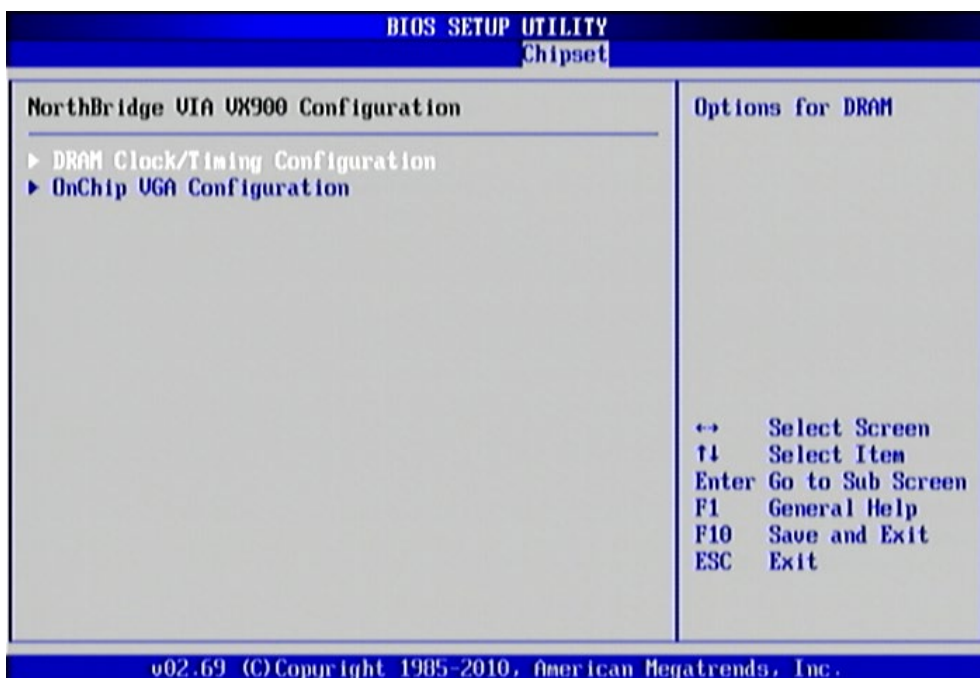 BIOS SETUP UTILITY
Chipset
NorthBridge VIA VX900 Configuration
▶ DRAM Clock/Timing Configuration
▶ OnChip VGA Configuration
Options for DRAM
↔ Select Screen
↑↓ Select Item
Enter Go to Sub Screen
F1 General Help
F10 Save and Exit
ESC Exit
v02.69 (C)Copyright 1985-2010, American Megatrends, Inc.